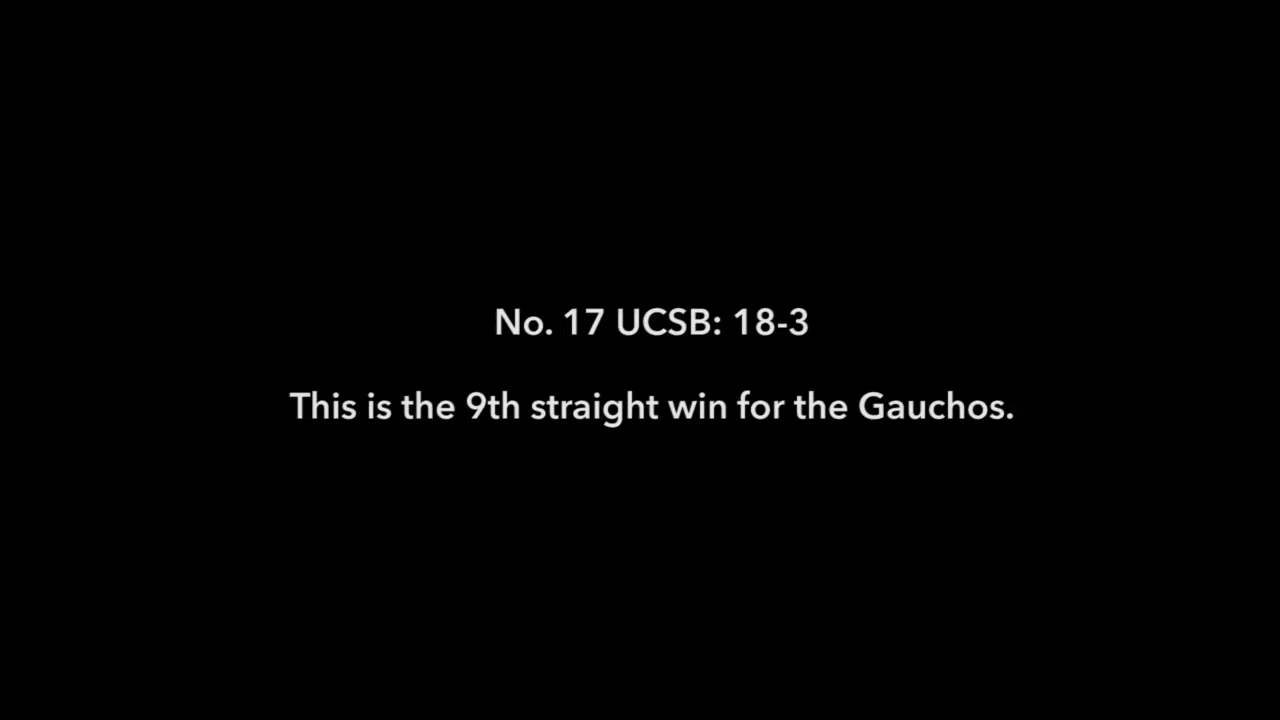 No. 17 UCSB: 18-3
This is the 9th straight win for the Gauchos.